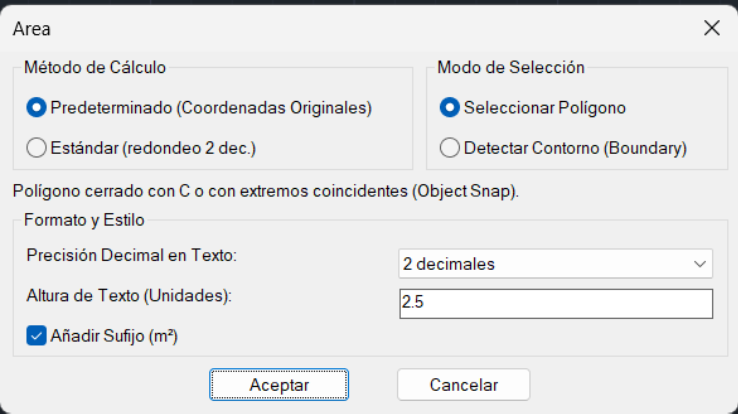 Area
Método de Cálculo
Predeterminado (Coordenadas Originales)
Estándar (redondeo 2 dec.)
Modo de Selección
Seleccionar Polígono
Detectar Contorno (Boundary)
Polígono cerrado con C o con extremos coincidentes (Object Snap).
Formato y Estilo
Precisión Decimal en Texto:
2 decimales
Altura de Texto (Unidades):
2.5
Añadir Sufijo (m²)
Aceptar
Cancelar